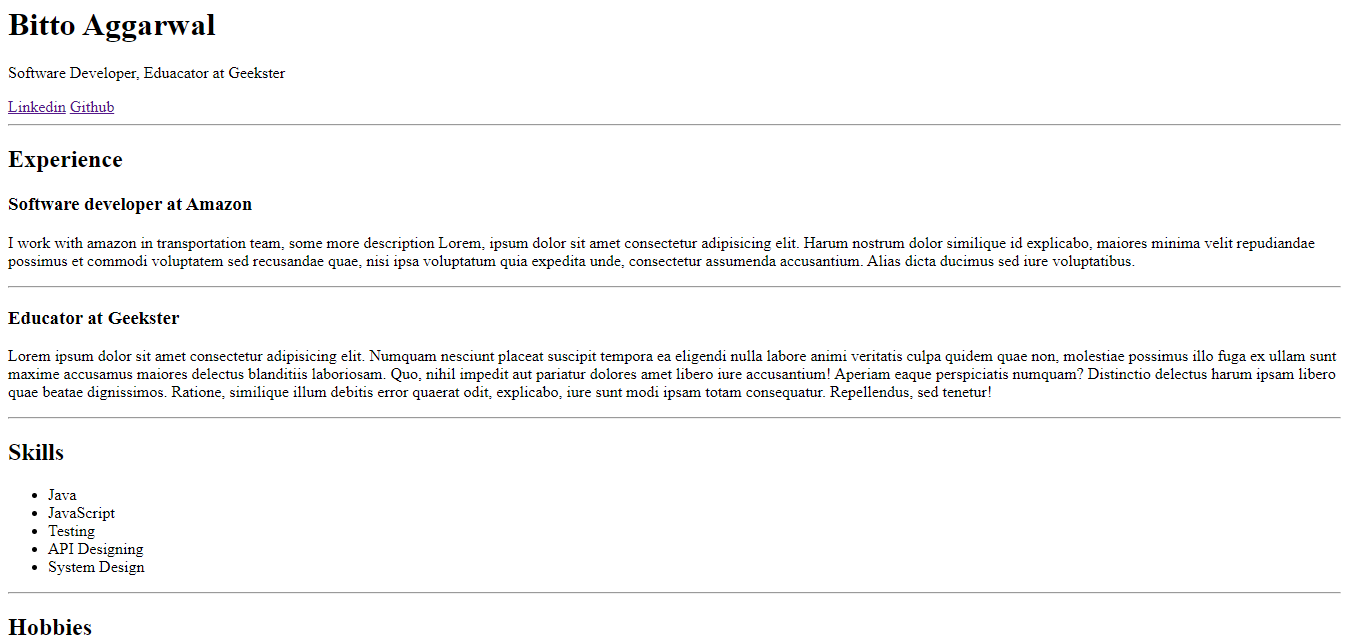 Bitto Aggarwal
Software Developer, Eduacator at Geekster
Linkedin Github
Experience
Software developer at Amazon
I work with amazon in transportation team, some more description Lorem, ipsum dolor sit amet consectetur adipisicing elit. Harum nostrum dolor similique id explicabo, maiores minima velit repudiandae
possimus et commodi voluptatem sed recusandae quae, nisi ipsa voluptatum quia expedita unde, consectetur assumenda accusantium. Alias dicta ducimus sed iure voluptatibus.
Educator at Geekster
Lorem ipsum dolor sit amet consectetur adipisicing elit. Numquam nesciunt placeat suscipit tempora ea eligendi nulla labore animi veritatis culpa quidem quae non, molestiae possimus illo fuga ex ullam sunt
maxime accusamus maiores delectus blanditiis laboriosam. Quo, nihil impedit aut pariatur dolores amet libero iure accusantium! Aperiam eaque perspiciatis numquam? Distinctio delectus harum ipsam libero
quae beatae dignissimos. Ratione, similique illum debitis error quaerat odit, explicabo, iure sunt modi ipsam totam consequatur. Repellendus, sed tenetur!
Skills
• Java
• JavaScript
• Testing
• API Designing
• System Design
Hobbies